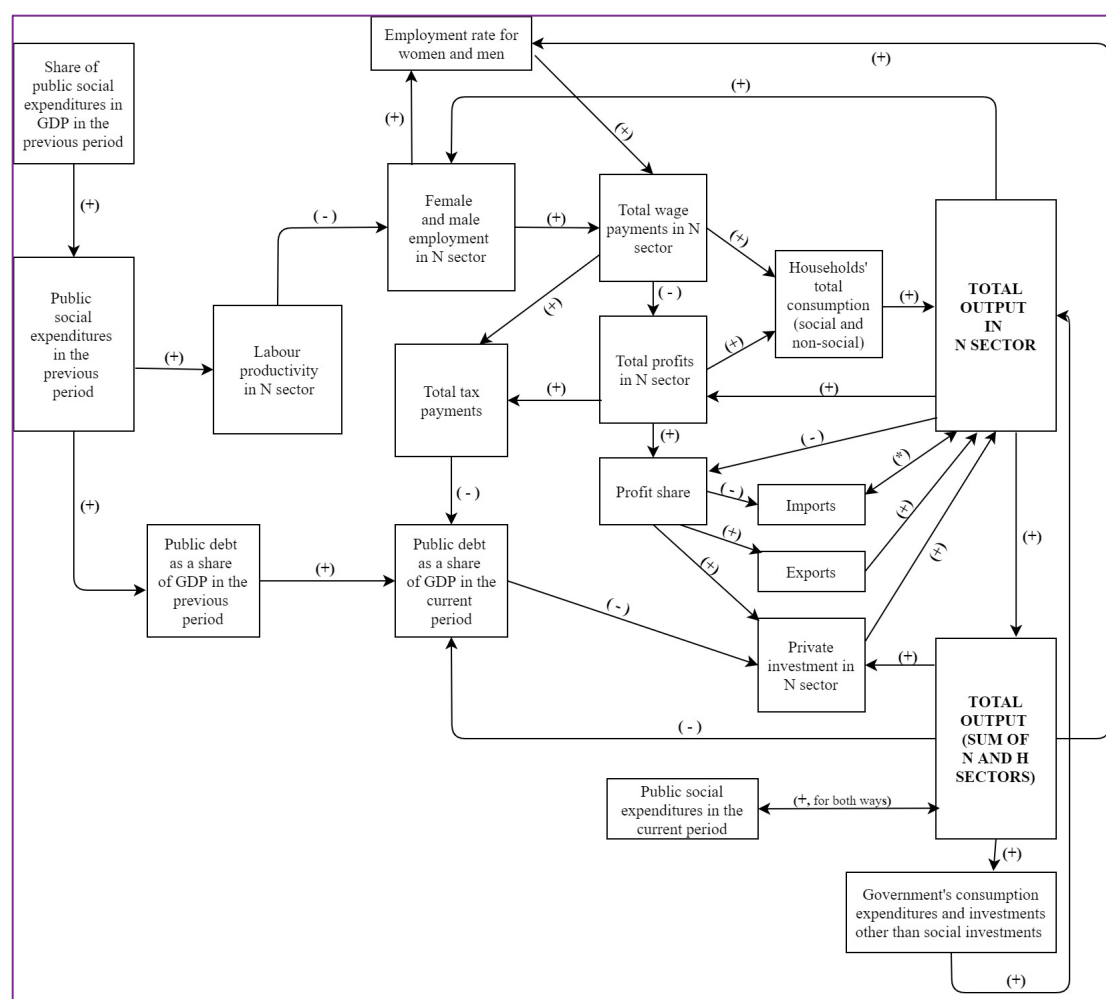 Employment rate for
women and men
(+)
Share of
public social
expenditures in
GDP in the
previous period
(+)
(+)
(+)
(+)
Female
and male
employment
in N sector
(+)
Total wage
payments in N
sector
(+)
(-)
Households'
total
consumption
(social and
non-social)
(+)
TOTAL
OUTPUT
IN
N SECTOR
Public
social
expenditures
in the
previous
period
(+)
Labour
productivity
in N sector
(+)
(-)
Total profits
in N sector
(+)
(+)
Total tax
payments
(+)
(+)
(-)
(-)
Profit share
(-)
Imports
(*)
(+)
Exports
(+)
(+)
(+)
(+)
(+)
Public debt
as a share
of GDP in the
previous
period
(+)
Public debt
as a share
of GDP in the
current
period
(-)
Private
investment in
N sector
(+)
TOTAL
OUTPUT
(SUM OF
N AND H
SECTORS)
(-)
Public social
expenditures in the
current period
(+, for both ways)
(+)
Government's consumption
expenditures and investments
other than social investments
(+)